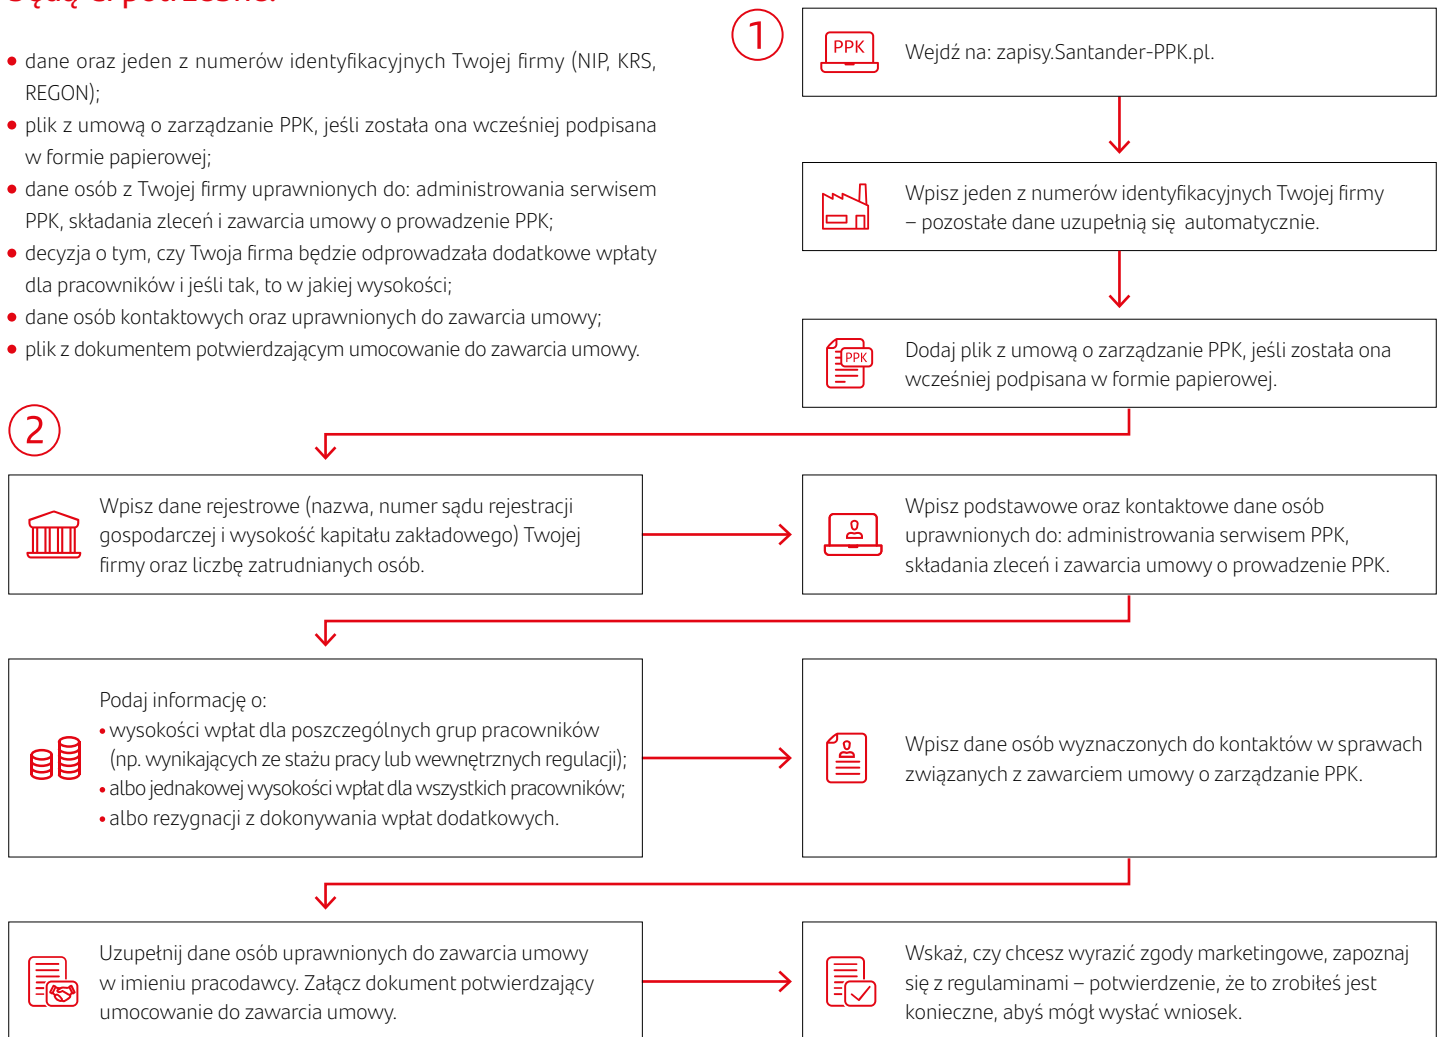 potrzebne:
• dane oraz jeden z numerów identyfikacyjnych Twojej firmy (NIP, KRS,
REGON);
• plik z umową o zarządzanie PPK, jeśli została ona wcześniej podpisana
w formie papierowej;
• dane osób z Twojej firmy uprawnionych do: administrowania serwisem
PPK, składania zleceń i zawarcia umowy o prowadzenie PPK;
• decyzja o tym, czy Twoja firma będzie odprowadzała dodatkowe wpłaty
dla pracowników i jeśli tak, to w jakiej wysokości;
• dane osób kontaktowych oraz uprawnionych do zawarcia umowy;
• plik z dokumentem potwierdzającym umocowanie do zawarcia umowy.
1
PPK
Wejdź na: zapisy.Santander-PPK.pl.
Wpisz jeden z numerów identyfikacyjnych Twojej firmy
– pozostałe dane uzupełnią się automatycznie.
PPK
Dodaj plik z umową o zarządzanie PPK, jeśli została ona
wcześniej podpisana w formie papierowej.
2
Wpisz dane rejestrowe (nazwa, numer sądu rejestracji
gospodarczej i wysokość kapitału zakładowego) Twojej
firmy oraz liczbę zatrudnianych osób.
Wpisz podstawowe oraz kontaktowe dane osób
uprawnionych do: administrowania serwisem PPK,
składania zleceń i zawarcia umowy o prowadzenie PPK.
Podaj informację o:
• wysokości wpłat dla poszczególnych grup pracowników
(np. wynikających ze stażu pracy lub wewnętrznych regulacji);
• albo jednakowej wysokości wpłat dla wszystkich pracowników;
• albo rezygnacji z dokonywania wpłat dodatkowych.
Wpisz dane osób wyznaczonych do kontaktów w sprawach
związanych z zawarciem umowy o zarządzanie PPK.
Uzupełnij dane osób uprawnionych do zawarcia umowy
w imieniu pracodawcy. Załącz dokument potwierdzający
umocowanie do zawarcia umowy.
Wskaż, czy chcesz wyrazić zgody marketingowe, zapoznaj
się z regulaminami – potwierdzenie, że to zrobiłeś jest
konieczne, abyś mógł wysłać wniosek.